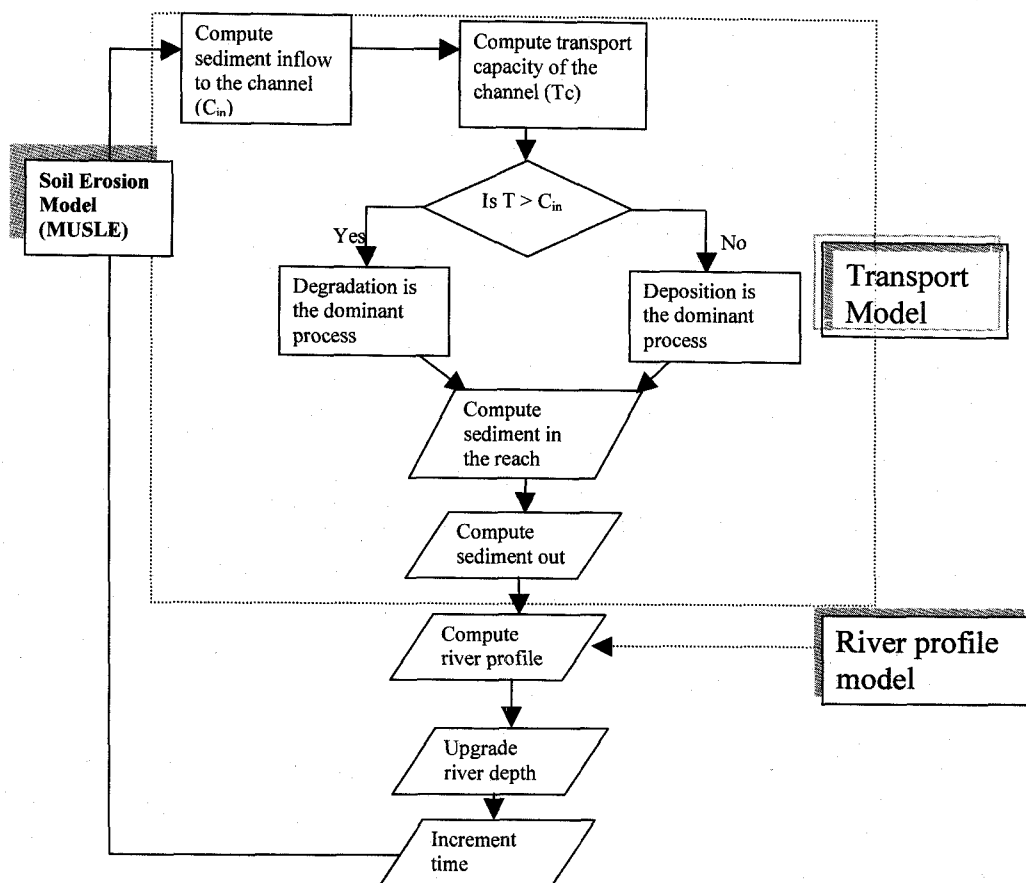 Compute
sediment inflow
to the channel
(Cin)
Compute transport
capacity of the
channel (Tc)
Soil Erosion
Model
(MUSLE)
Is T > Cin
Yes
No
Degradation is
the dominant
process
Deposition is
the dominant
process
Transport
Model
Compute
sediment in
the reach
Compute
sediment out
Compute
river profile
River profile
model
Upgrade
river depth
Increment
time